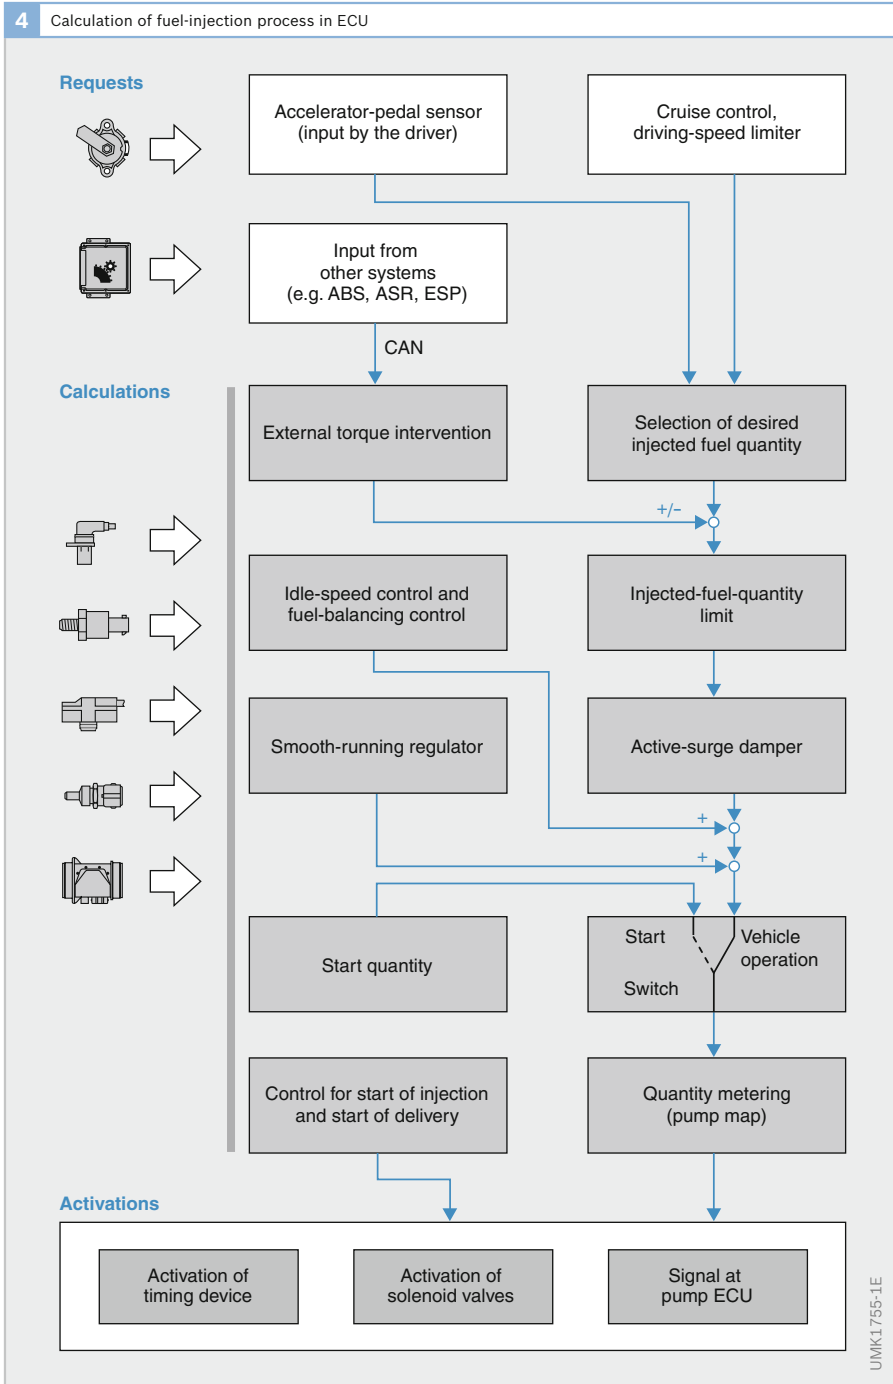 4 Calculation of fuel-injection process in ECU
Requests
Accelerator-pedal sensor
(input by the driver)
Cruise control,
driving-speed limiter
Input from
other systems
(e.g. ABS, ASR, ESP)
CAN
Calculations
External torque intervention
Selection of desired
injected fuel quantity
+/-
Idle-speed control and
fuel-balancing control
Injected-fuel-quantity
limit
Smooth-running regulator
Active-surge damper
+
+
Start quantity
Start
Vehicle
operation
Switch
Control for start of injection
and start of delivery
Quantity metering
(pump map)
Activations
Activation of
timing device
Activation of
solenoid valves
Signal at
pump ECU
UMK1755-1E